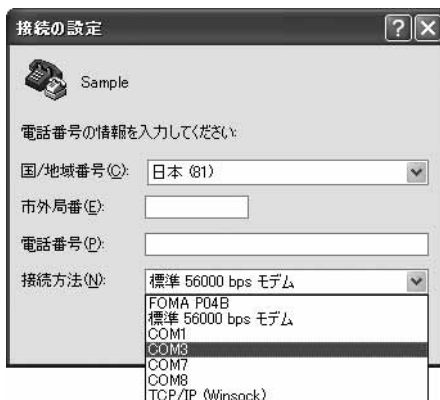 接続の設定
Sample
電話番号の情報を入力してください:
国/地域番号(C): 日本 (81)
市外局番(E):
電話番号(P):
接続方法(N): 標準 56000 bps モデム
FOMA P04B
標準 56000 bps モデム
COM1
COM3
COM7
COM8
TCP/IP (Winsock)